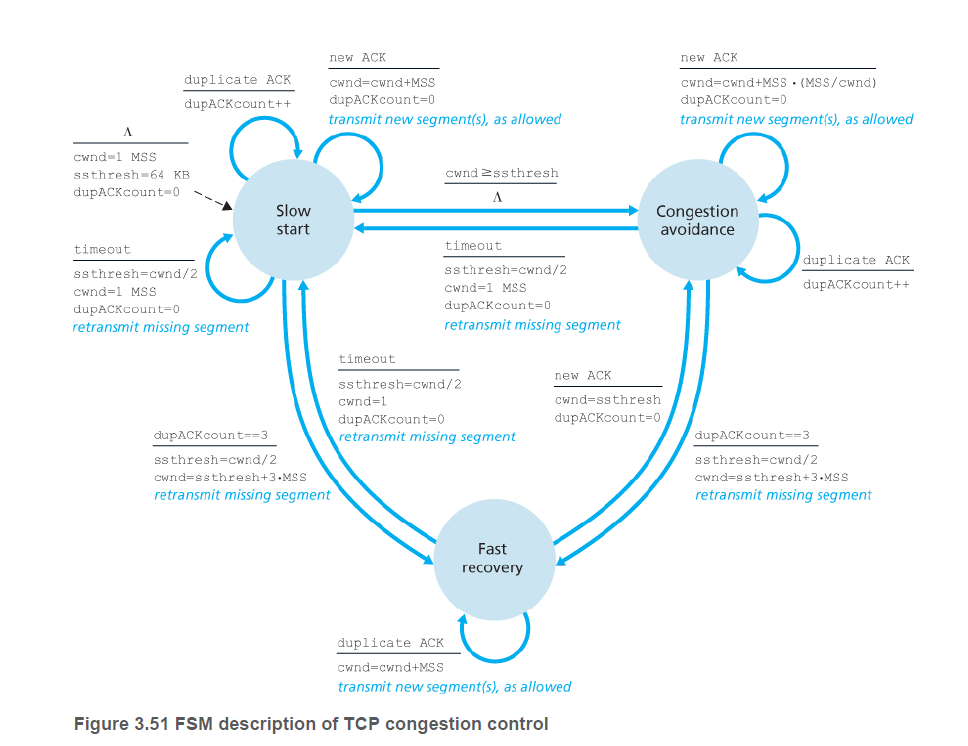 new ACK
cwnd=cwnd+MSS
dupACKcount=0
transmit new segment(s), as allowed
duplicate ACK
dupACKcount++
Λ
cwnd=1 MSS
ssthresh=64 KB
dupACKcount=0
timeout
ssthresh=cwnd/2
cwnd=1 MSS
dupACKcount=0
retransmit missing segment
Slow
start
cwnd≥ssthresh
Λ
timeout
ssthresh=cwnd/2
cwnd=1 MSS
dupACKcount=0
retransmit missing segment
new ACK
cwnd=cwnd+MSS·(MSS/cwnd)
dupACKcount=0
transmit new segment(s), as allowed
Congestion
avoidance
duplicate ACK
dupACKcount++
timeout
ssthresh=cwnd/2
cwnd=1
dupACKcount=0
retransmit missing segment
new ACK
cwnd=ssthresh
dupACKcount=0
dupACKcount==3
ssthresh=cwnd/2
cwnd=ssthresh+3·MSS
retransmit missing segment
dupACKcount==3
ssthresh=cwnd/2
cwnd=ssthresh+3·MSS
retransmit missing segment
Fast
recovery
duplicate ACK
cwnd=cwnd+MSS
transmit new segment(s), as allowed
Figure 3.51 FSM description of TCP congestion control